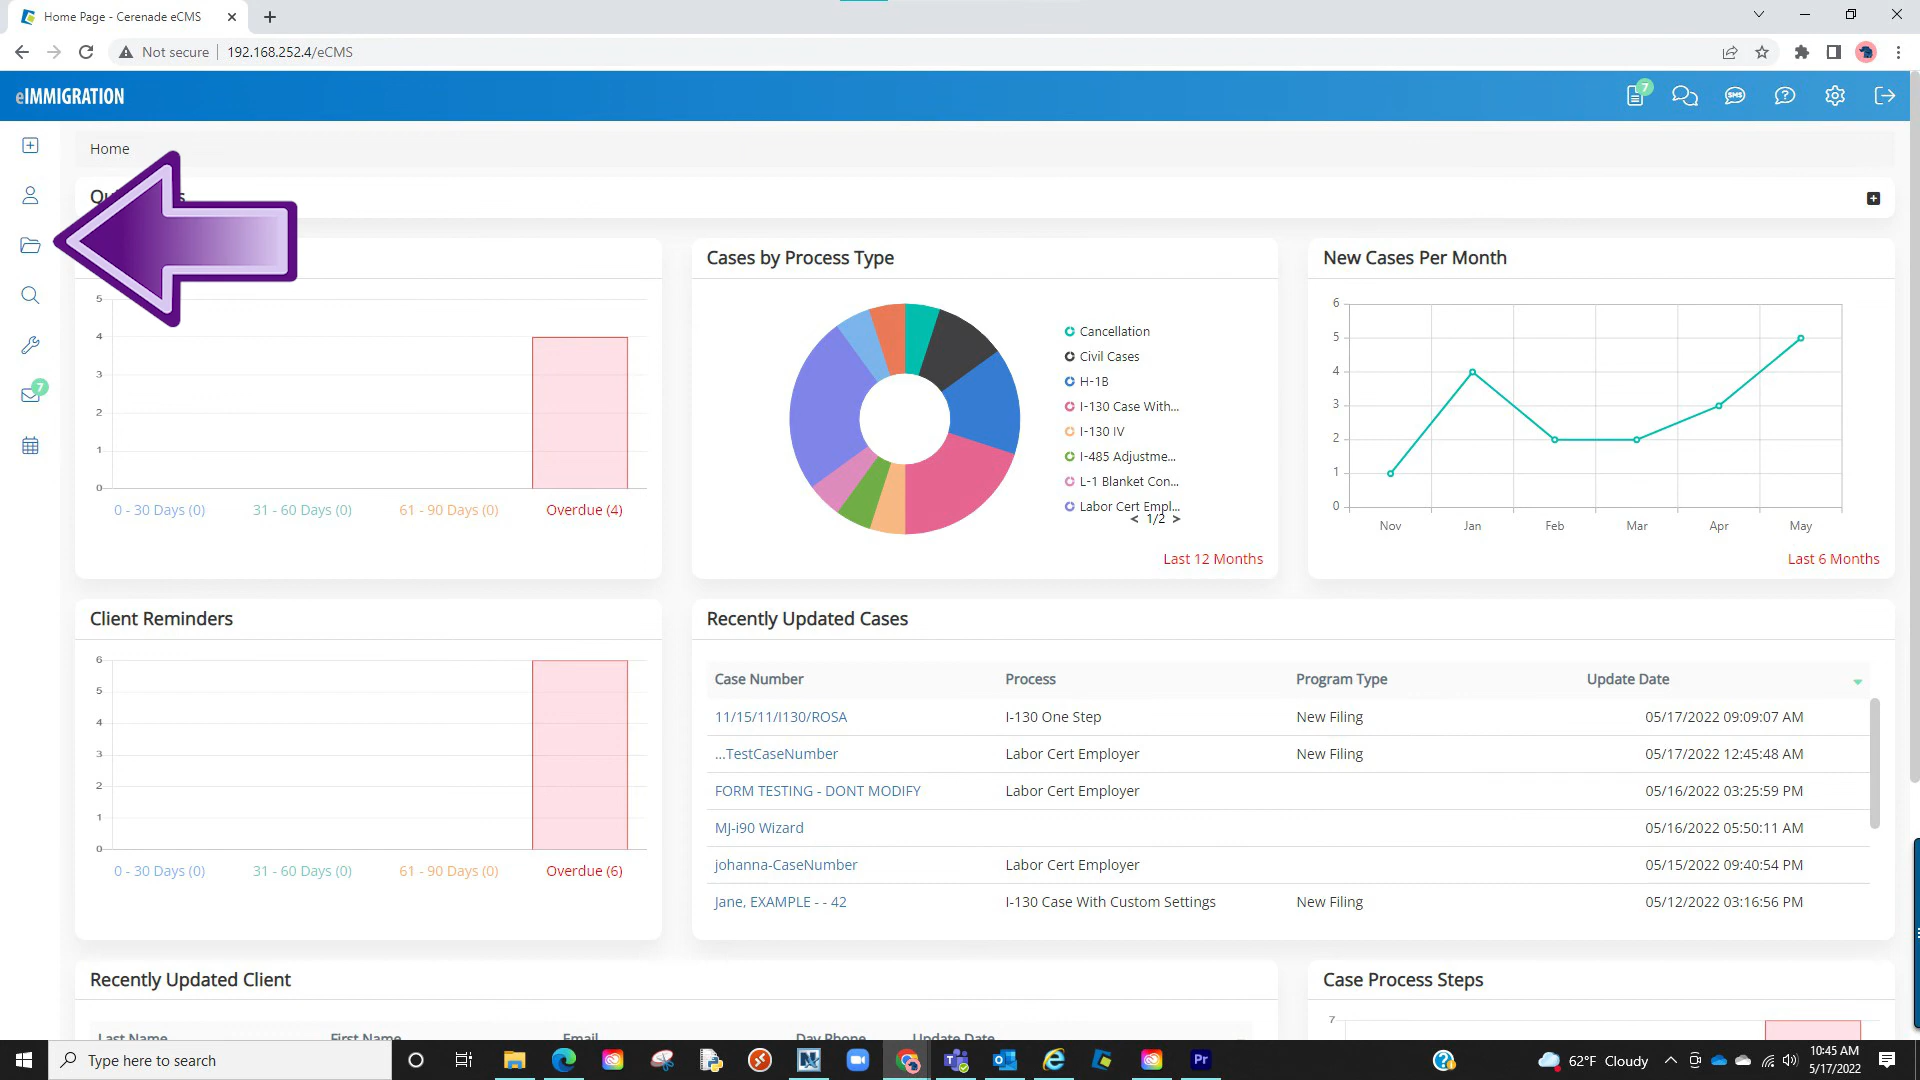 Home Page - Cerenade eCMS
Not secure
192.168.252.4/eCMS
eIMMIGRATION
7
SMS
Home
5
4
3
2
1
0
0 - 30 Days (0)
31 - 60 Days (0)
61 - 90 Days (0)
Overdue (4)
Cases by Process Type
Cancellation
Civil Cases
H-1B
I-130 Case With...
I-130 IV
I-485 Adjustme...
L-1 Blanket Con...
Labor Cert Empl...
< 1/2 >
Last 12 Months
New Cases Per Month
6
5
4
3
2
1
0
Nov Jan Feb Mar Apr May
Last 6 Months
7
Client Reminders
6
5
4
3
2
1
0
0 - 30 Days (0)
31 - 60 Days (0)
61 - 90 Days (0)
Overdue (6)
Recently Updated Cases
Case Number Process Program Type Update Date
11/15/11/I130/ROSA I-130 One Step New Filing 05/17/2022 09:09:07 AM
...TestCaseNumber Labor Cert Employer New Filing 05/17/2022 12:45:48 AM
FORM TESTING - DONT MODIFY Labor Cert Employer 05/16/2022 03:25:59 PM
MJ-i90 Wizard 05/16/2022 05:50:11 AM
johanna-CaseNumber Labor Cert Employer 05/15/2022 09:40:54 PM
Jane, EXAMPLE - - 42 I-130 Case With Custom Settings New Filing 05/12/2022 03:16:56 PM
Recently Updated Client
Last Name First Name Email Day Phone Update Date
Case Process Steps
7
Type here to search
Pr
62°F Cloudy
10:45 AM
5/17/2022